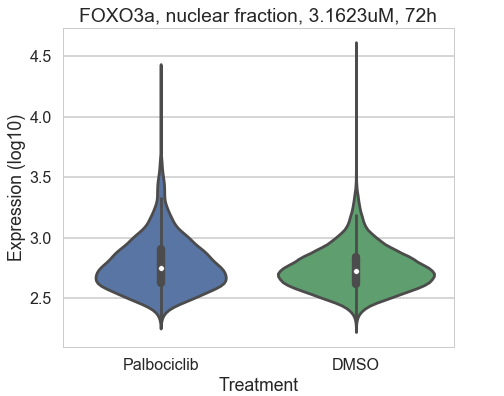 FOXO3a, nuclear fraction, 3.1623uM, 72h
4.5
4.0
3.5
3.0
2.5
Expression (log10)
Palbociclib
DMSO
Treatment